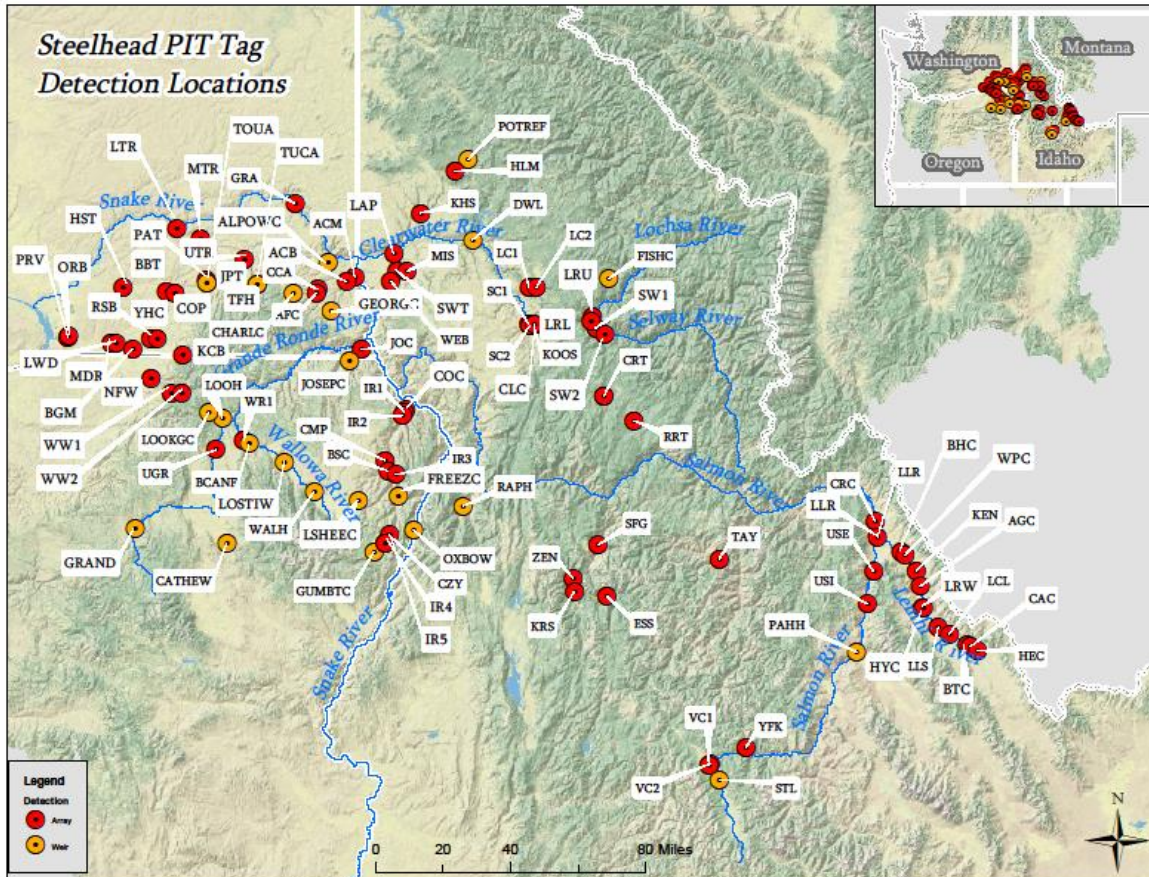 Steelhead PIT Tag
Detection Locations
Washington
Montana
Oregon
Idaho
POTREF
HLM
TOUA
TUCA
LTR
MTR
GRA
LAP
KHS
DWL
Lochsa River
HST
Snake River
PAT
ALPOWC
ACM
Clearwater River
LC1
LC2
FISHC
UTR
ACB
MIS
LRU
SW1
PRV
ORB
BBT
JPT
CCA
SC1
SWT
RSB
YHC
COP
TFH
AFC
GEORGC
LRL
Selway River
CHARLC
WEB
SC2
KOOS
CRT
LWD
KCB
Grande Ronde River
JOC
CLC
SW2
MDR
LOOH
JOSEPC
IR1
COC
BGM
NFW
WR1
IR2
RRT
WW1
LOOKGC
CMP
IR3
WW2
UGR
BSC
FREEZC
RAPH
Wallowa River
BCANF
LOSTIW
Salmon River
CRC
LLR
BHC
WPC
LLR
KEN
AGC
USE
WALH
LSHEEC
SFG
TAY
GRAND
CATHEW
GUMBTC
OXBOW
ZEN
USI
LRW
LCL
CZY
Lemhi River
CAC
IR4
KRS
ESS
PAHH
HYC
LLS
HEC
IR5
BTC
Snake River
Salmon River
VC1
YFK
VC2
STL
Legend
Detection
Array
Weir
0 20 40 80 Miles
N